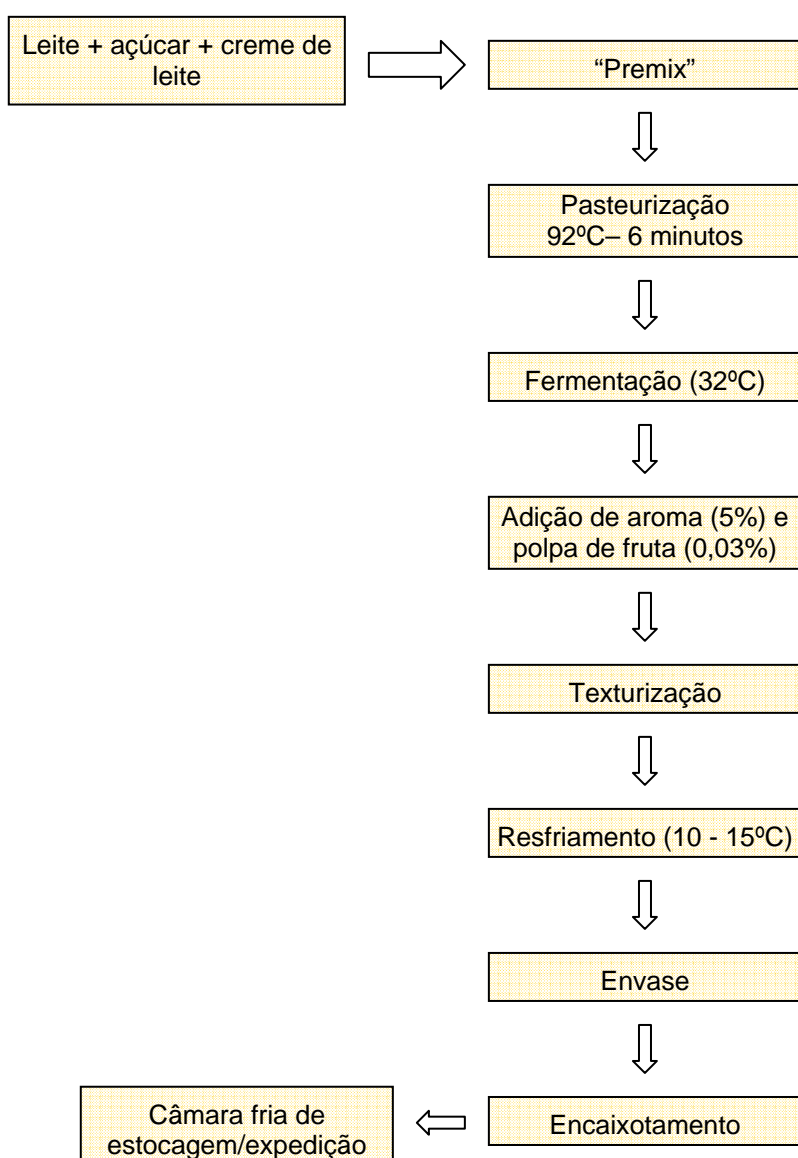 Leite + açúcar + creme de
leite
“Premix”
Pasteurização
92ºC– 6 minutos
Fermentação (32ºC)
Adição de aroma (5%) e
polpa de fruta (0,03%)
Texturização
Resfriamento (10 - 15ºC)
Envase
Encaixotamento
Câmara fria de
estocagem/expedição